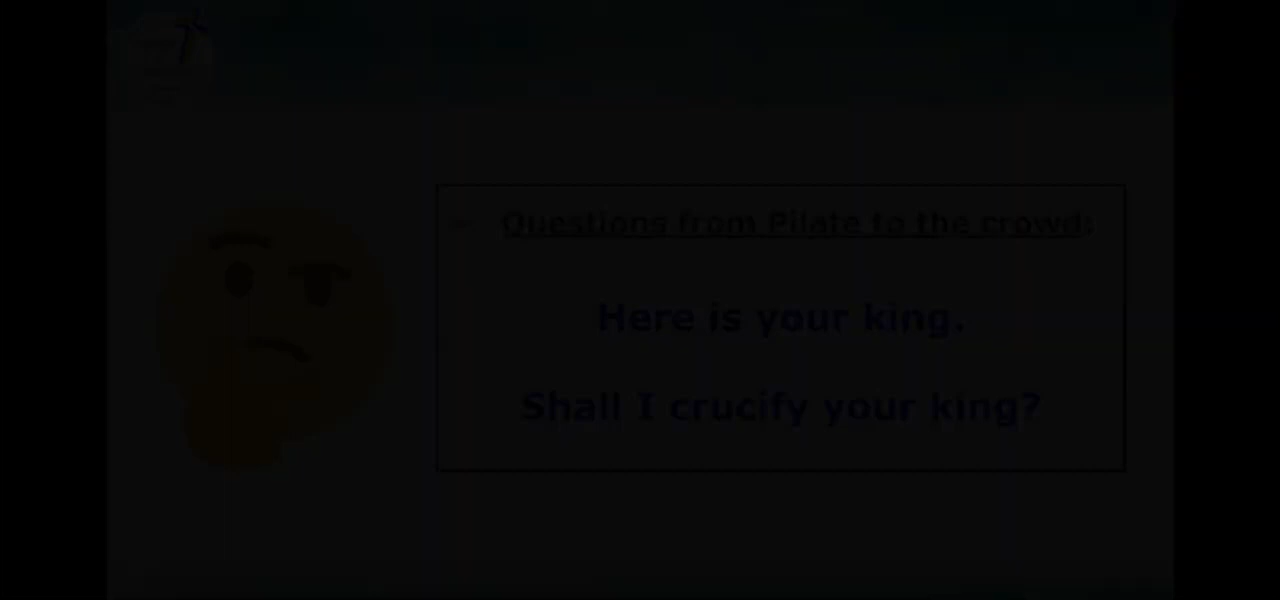 Questions from Pilate to the crowd:
Here is your king.
Shall I crucify your king?